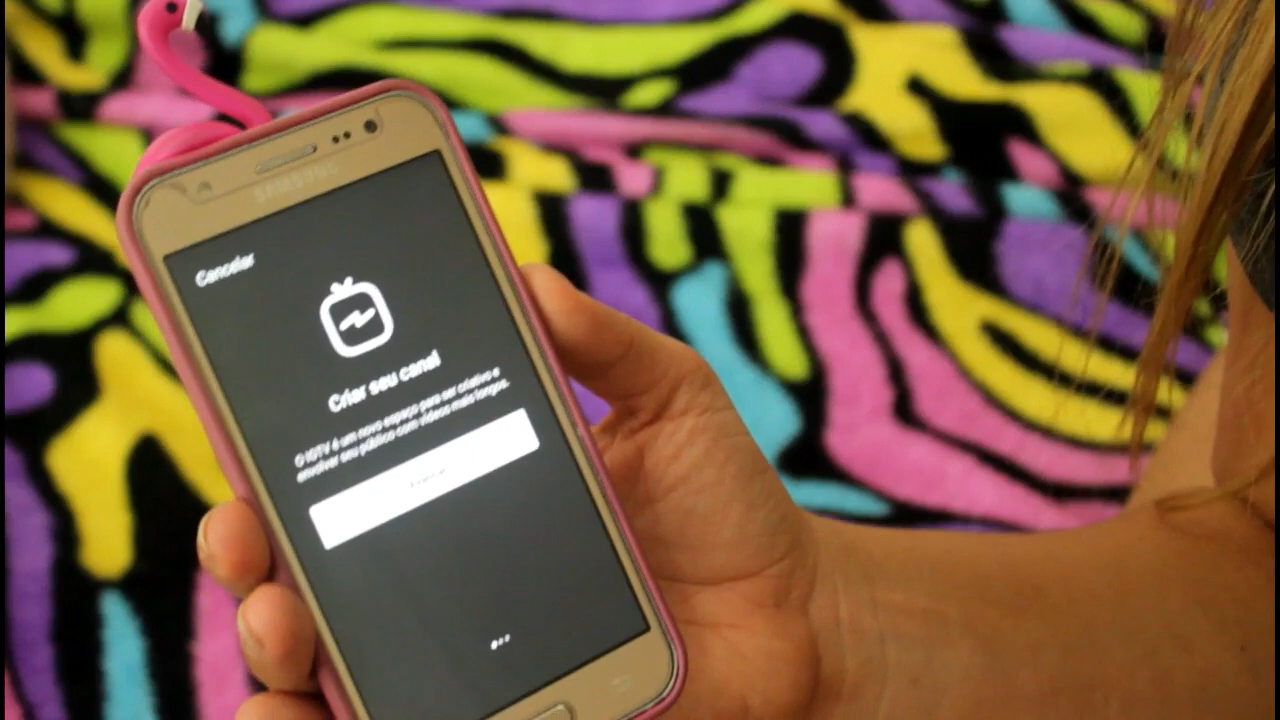 SAMSUNG
Cancelar
Criar seu canal
O IGTV é um novo espaço para ser criativo e
envolver seu público com vídeos mais longos.